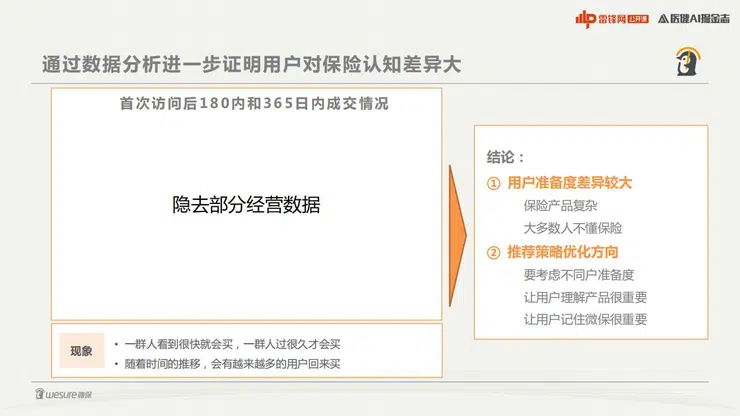 雷锋网 公开课 医健AI掘金志
通过数据分析进一步证明用户对保险认知差异大
首次访问后180内和365日内成交情况
隐去部分经营数据
结论：
① 用户准备度差异较大
保险产品复杂
大多数人不懂保险
② 推荐策略优化方向
要考虑不同户准备度
让用户理解产品很重要
让用户记住微保很重要
现象
• 一群人看到很快就会买，一群人过很久才会买
• 随着时间的推移，会有越来越多的用户回来买
wesure微保